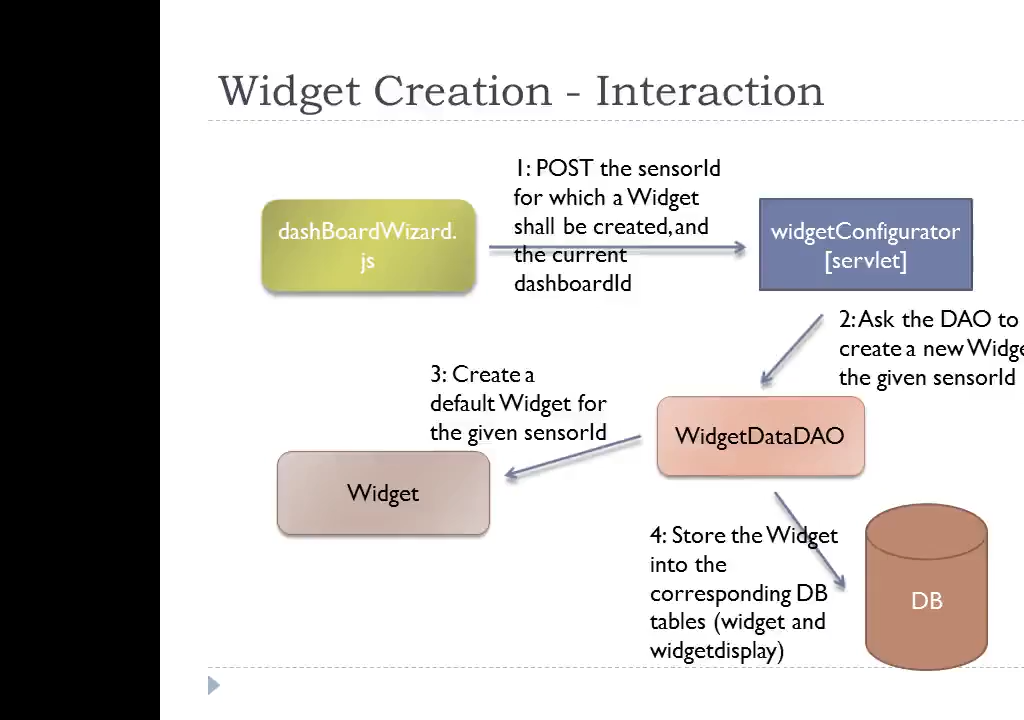 Widget Creation - Interaction
1: POST the sensorId
for which a Widget
shall be created, and
the current
dashboardId
dashBoardWizard.
js
widgetConfigurator
[servlet]
2: Ask the DAO to
create a new
the given sensorId
3: Create a
default Widget for
the given sensorId
WidgetDataDAO
Widget
4: Store the Widget
into the
corresponding DB
tables (widget and
widgetdisplay)
DB